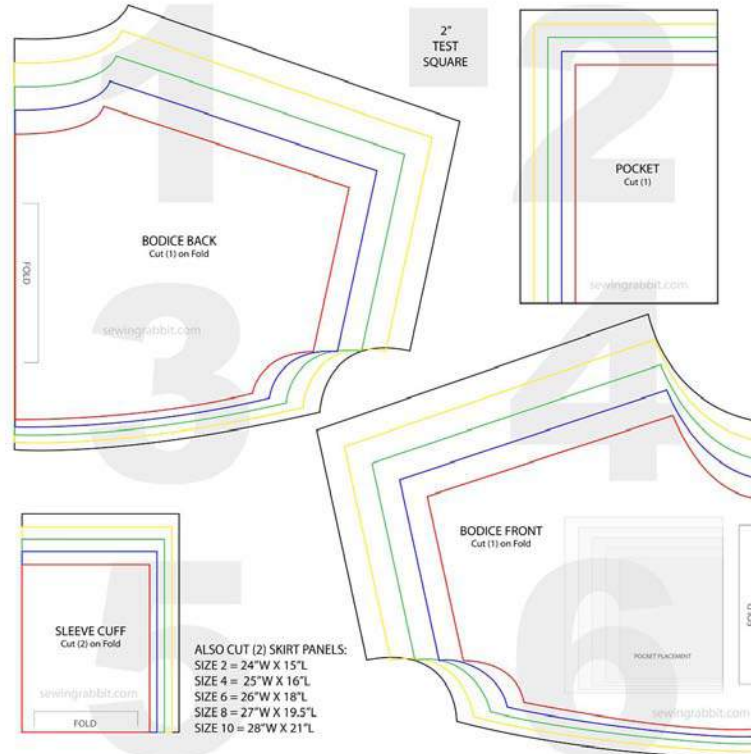 1
2"
TEST
SQUARE
2
POCKET
Cut (1)
sewingrabbit.com
BODICE BACK
Cut (1) on Fold
FOLD
3
sewingrabbit.com
4
BODICE FRONT
Cut (1) on Fold
POCKET PLACEMENT
FOLD
6
sewingrabbit.com
5
SLEEVE CUFF
Cut (2) on Fold
sewingrabbit.com
FOLD
ALSO CUT (2) SKIRT PANELS:
SIZE 2 = 24"W X 15"L
SIZE 4 = 25"W X 16"L
SIZE 6 = 26"W X 18"L
SIZE 8 = 27"W X 19.5"L
SIZE 10 = 28"W X 21"L